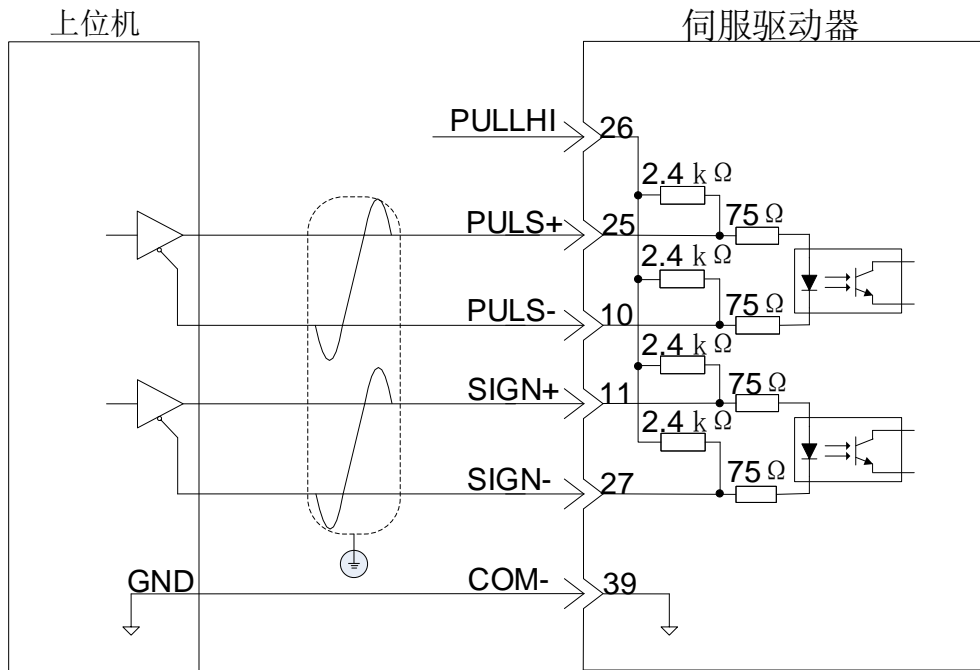 上位机
伺服驱动器
PULLHI
26
2.4 kΩ
75Ω
PULS+
25
2.4 kΩ
PULS-
10
75Ω
2.4 kΩ
75Ω
SIGN+
11
2.4 kΩ
SIGN-
27
75Ω
GND
COM-
39